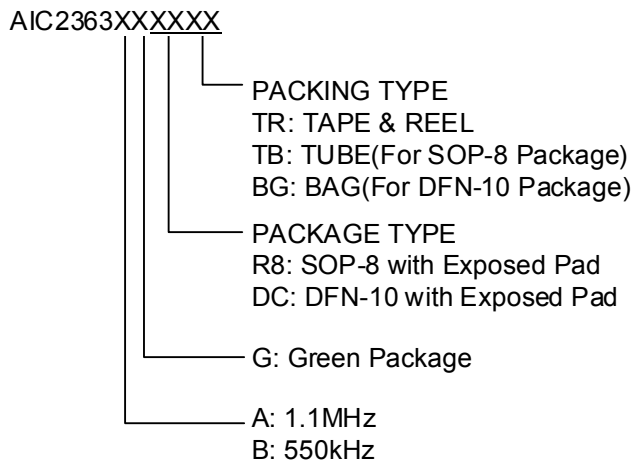 AIC2363XXXXXX
PACKING TYPE
TR: TAPE & REEL
TB: TUBE(For SOP-8 Package)
BG: BAG(For DFN-10 Package)
PACKAGE TYPE
R8: SOP-8 with Exposed Pad
DC: DFN-10 with Exposed Pad
G: Green Package
A: 1.1MHz
B: 550kHz